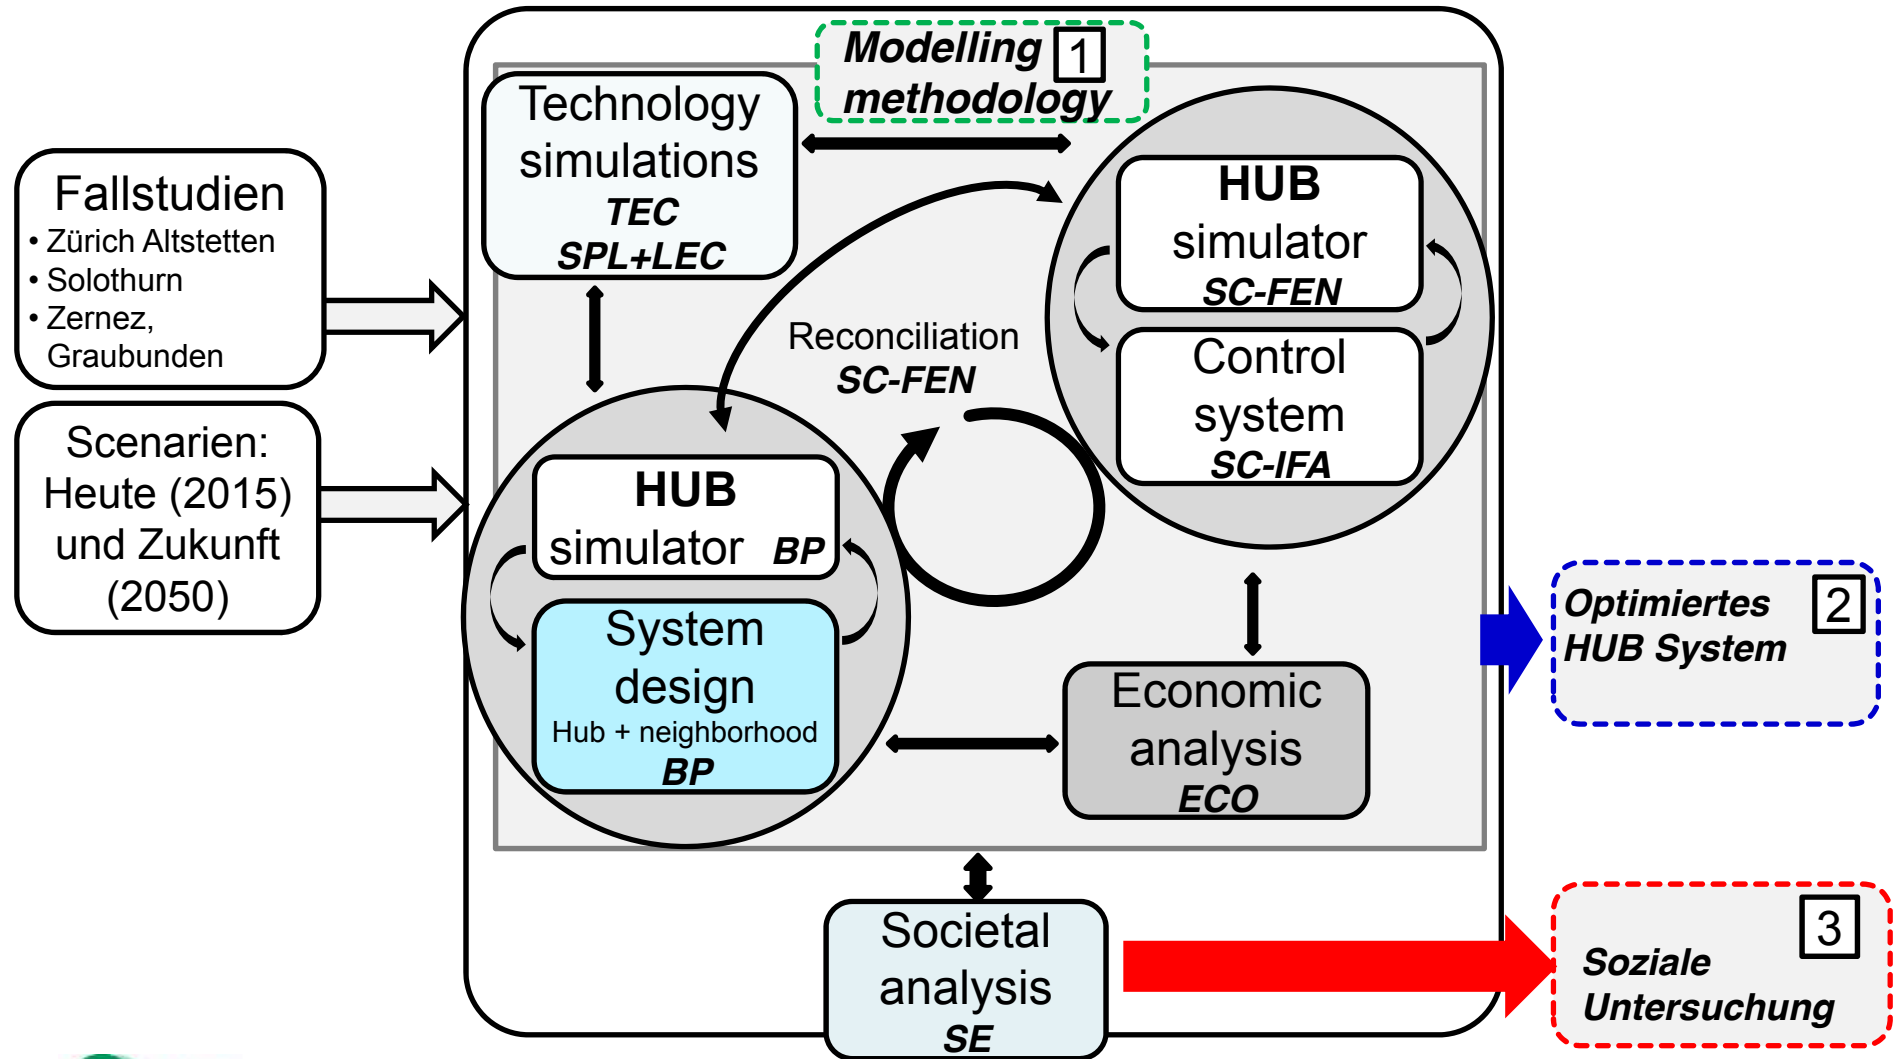 Modelling 1
methodology
Technology
simulations
TEC
SPL+LEC
Fallstudien
• Zürich Altstetten
• Solothurn
• Zernez,
Graubunden
HUB
simulator
SC-FEN
Control
system
SC-IFA
Reconciliation
SC-FEN
Scenarien:
Heute (2015)
und Zukunft
(2050)
HUB
simulator BP
System
design
Hub + neighborhood
BP
Economic
analysis
ECO
Optimiertes 2
HUB System
Societal
analysis
SE
3
Soziale
Untersuchung